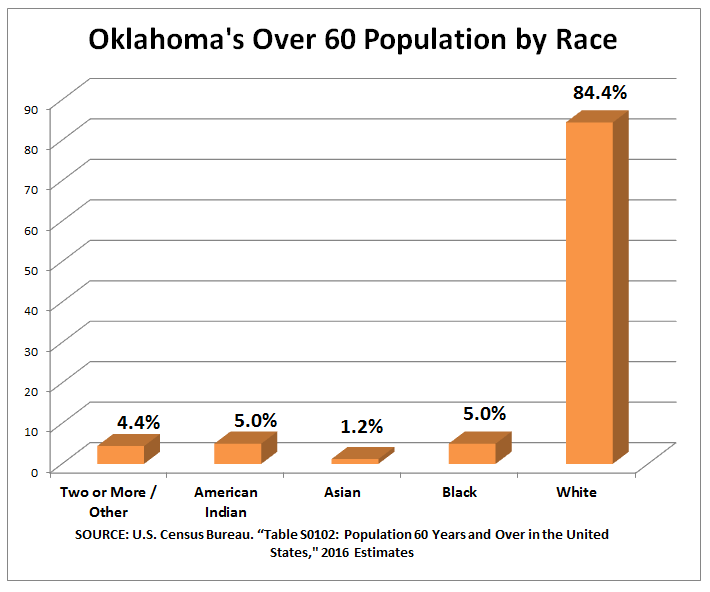 Oklahoma's Over 60 Population by Race
90
80
70
60
50
40
30
20
10
0
4.4%
5.0%
1.2%
5.0%
84.4%
Two or More /
Other
American
Indian
Asian
Black
White
SOURCE: U.S. Census Bureau. “Table S0102: Population 60 Years and Over in the United
States," 2016 Estimates